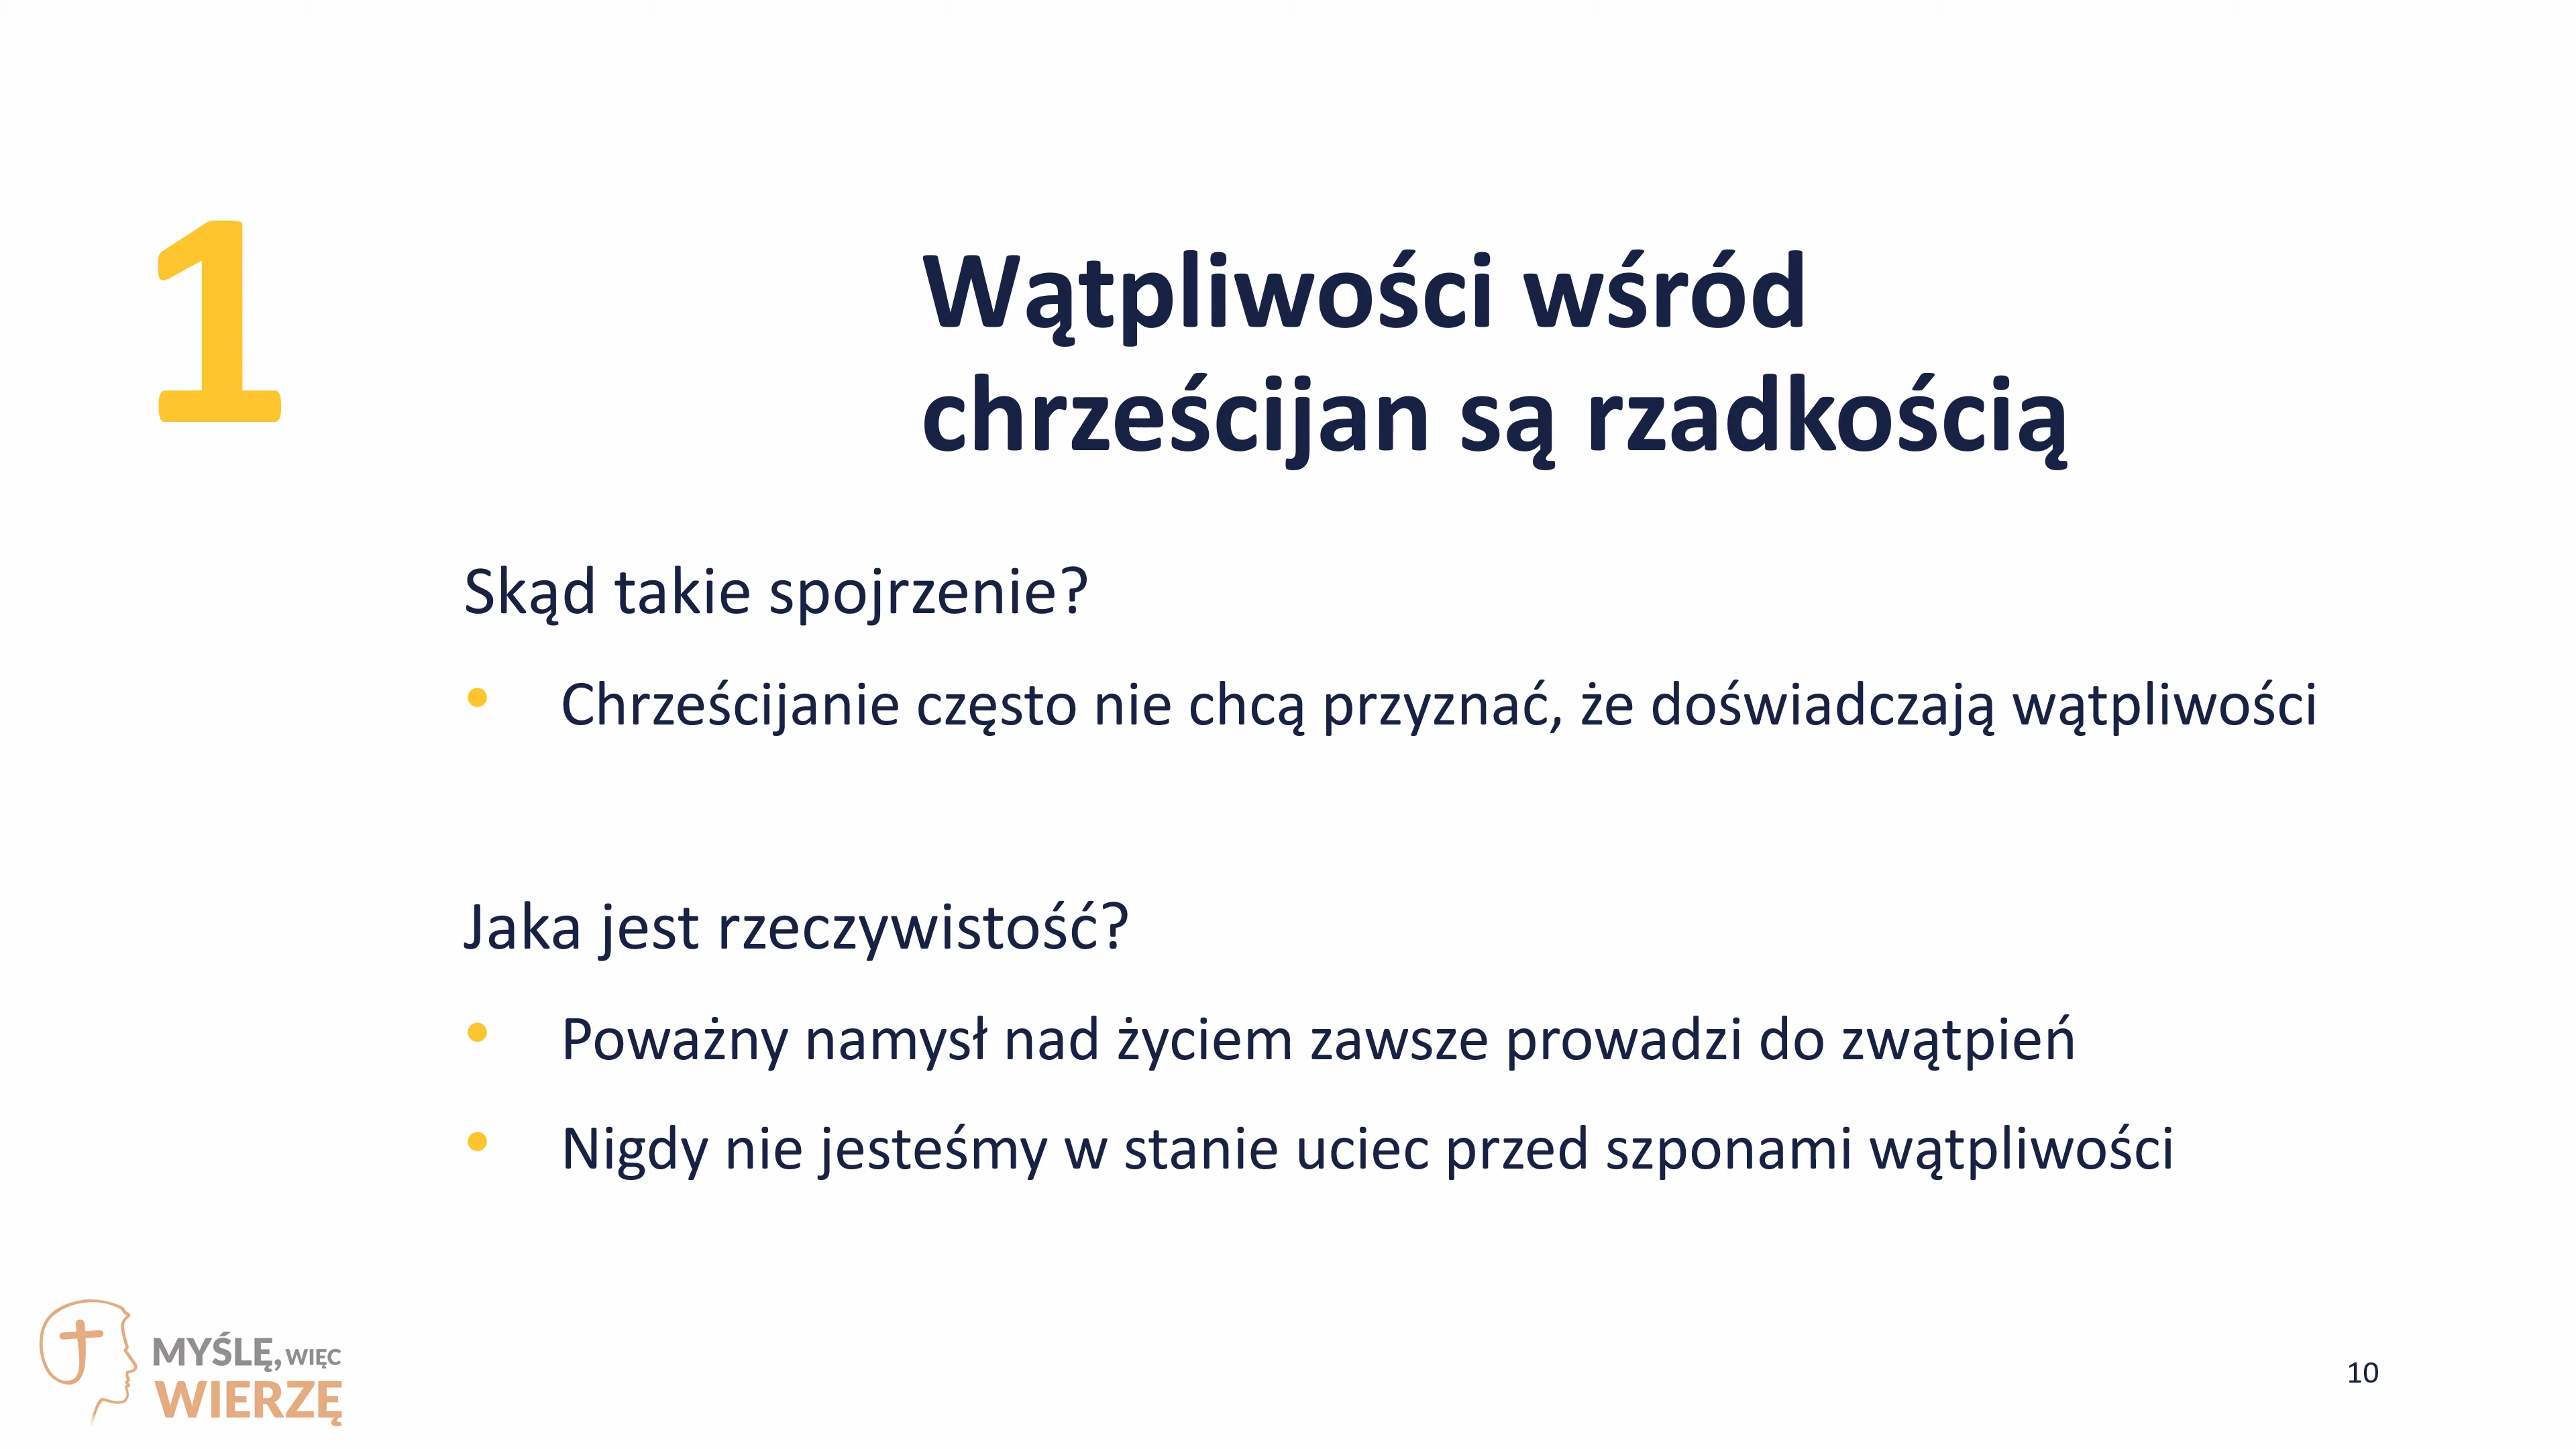 1
Wątpliwości wśród
chrześcijan są rzadkością
Skąd takie spojrzenie?
• Chrześcijanie często nie chcą przyznać, że doświadczają wątpliwości
Jaka jest rzeczywistość?
• Poważny namysł nad życiem zawsze prowadzi do zwątpień
• Nigdy nie jesteśmy w stanie uciec przed szponami wątpliwości
MYŚLĘ, WIĘC
WIERZĘ
10